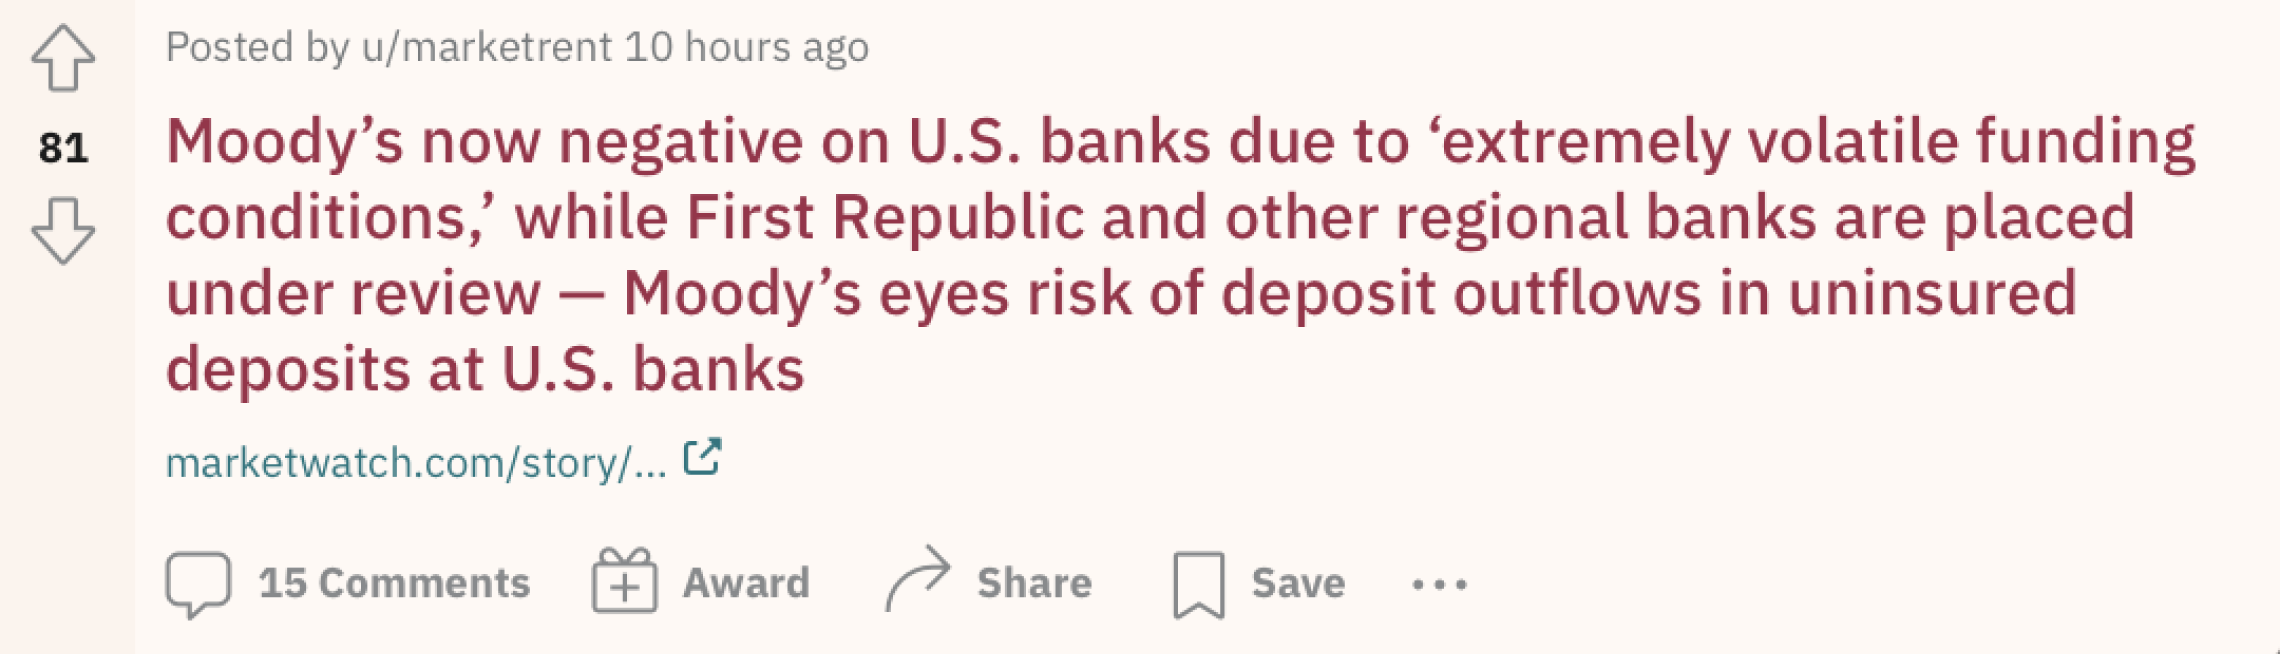 Posted by u/marketrent 10 hours ago
81
Moody’s now negative on U.S. banks due to ‘extremely volatile funding
conditions,’ while First Republic and other regional banks are placed
under review — Moody’s eyes risk of deposit outflows in uninsured
deposits at U.S. banks
marketwatch.com/story/...
15 Comments Award Share Save ...